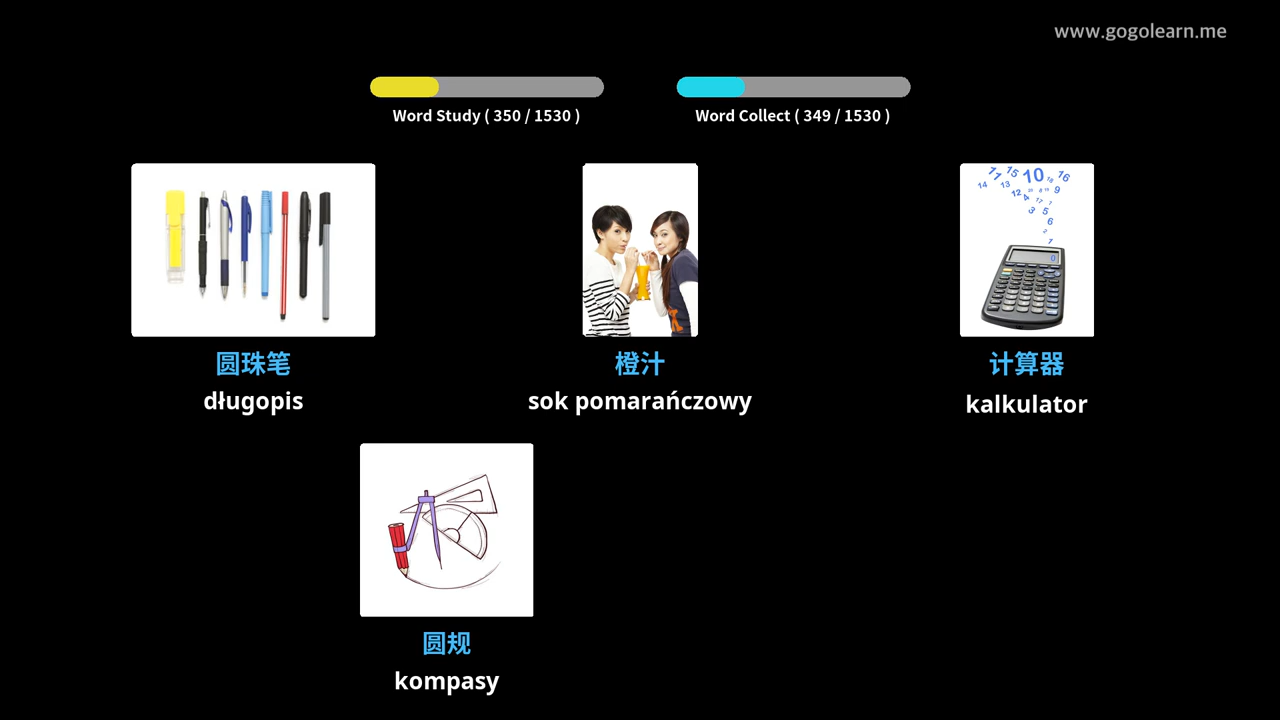 www.gogolearn.me
Word Study ( 350 / 1530 )
Word Collect ( 349 / 1530 )
圆珠笔
długopis
橙汁
sok pomarańczowy
计算器
kalkulator
圆规
kompasy